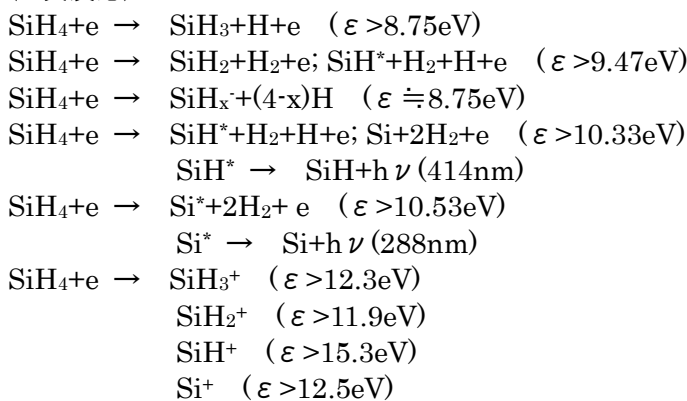 SiH₄+e → SiH₃+H+e (ε>8.75eV)
SiH₄+e → SiH₂+H₂+e; SiH*+H₂+H+e (ε>9.47eV)
SiH₄+e → SiHₓ⁻+(4-x)H (ε≒8.75eV)
SiH₄+e → SiH*+H₂+H+e; Si+2H₂+e (ε>10.33eV)
SiH* → SiH+hν(414nm)
SiH₄+e → Si*+2H₂+ e (ε>10.53eV)
Si* → Si+hν(288nm)
SiH₄+e → SiH₃⁺ (ε>12.3eV)
SiH₂⁺ (ε>11.9eV)
SiH⁺ (ε>15.3eV)
Si⁺ (ε>12.5eV)